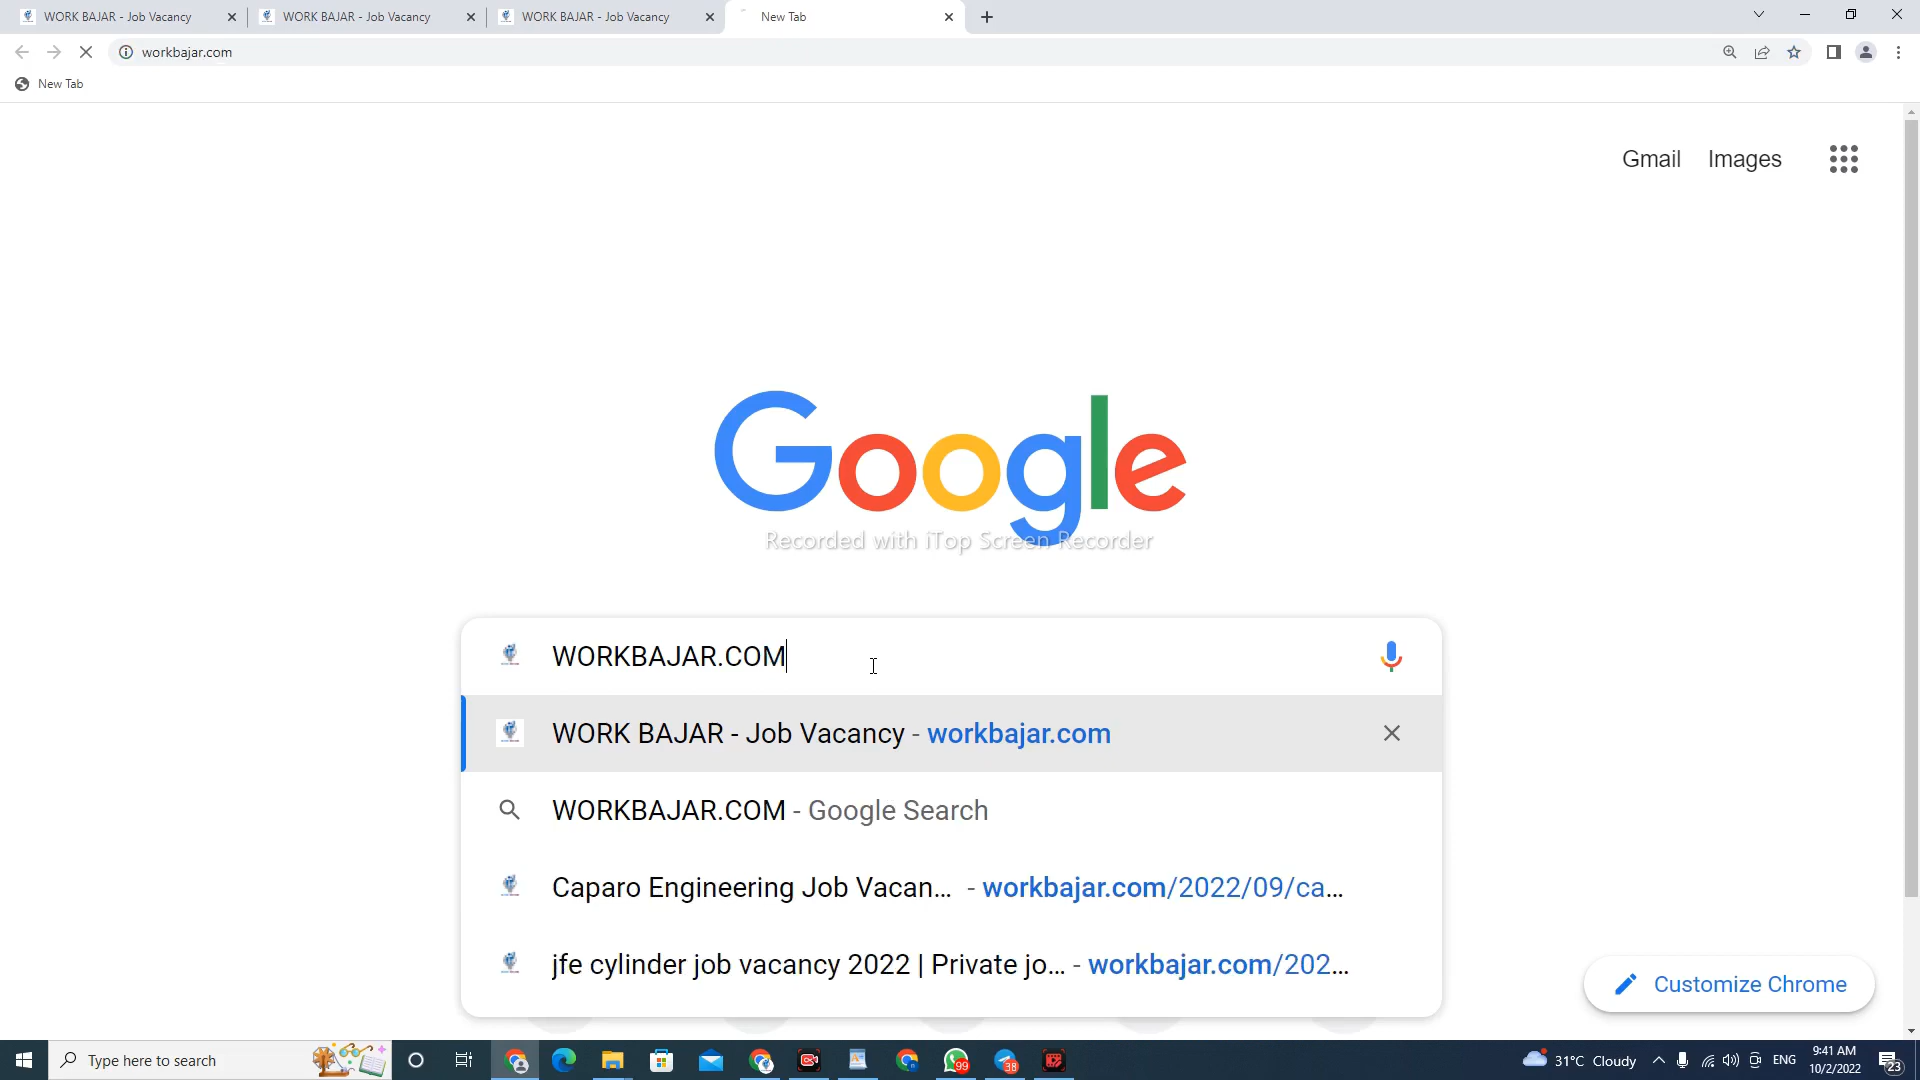 WORK BAJAR - Job Vacancy
WORK BAJAR - Job Vacancy
WORK BAJAR - Job Vacancy
New Tab
workbajar.com
New Tab
Gmail
Images
Google
Recorded with iTop Screen Recorder
WORKBAJAR.COM
WORK BAJAR - Job Vacancy - workbajar.com
WORKBAJAR.COM - Google Search
Caparo Engineering Job Vacan... - workbajar.com/2022/09/ca...
jfe cylinder job vacancy 2022 | Private jo... - workbajar.com/202...
Customize Chrome
Type here to search
99
38
31°C Cloudy
ENG
9:41 AM
10/2/2022
23